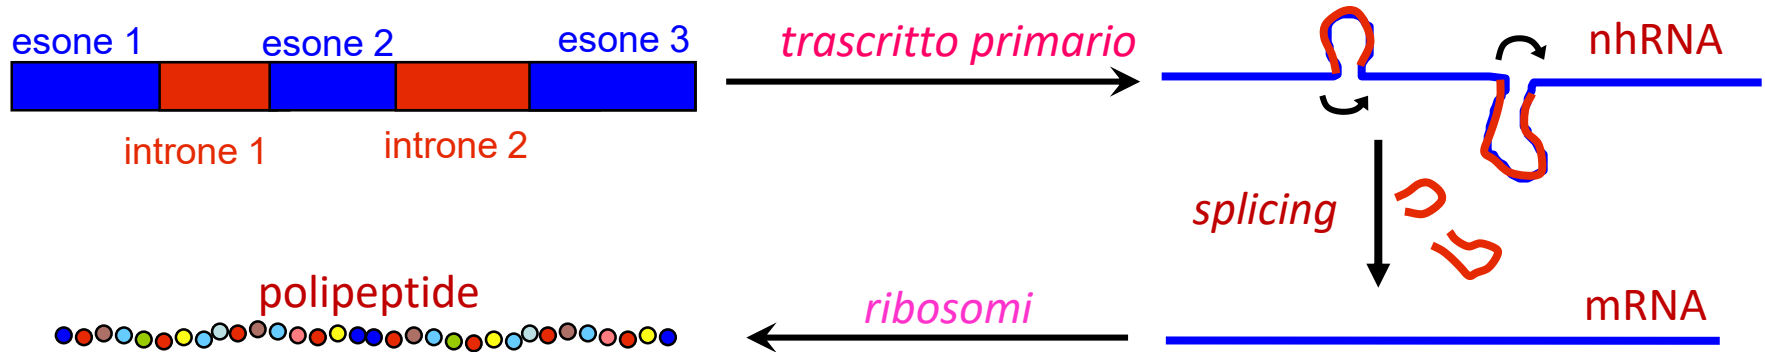 esone 1
esone 2
esone 3
introne 1
introne 2
trascritto primario
nhRNA
splicing
mRNA
ribosomi
polipeptide